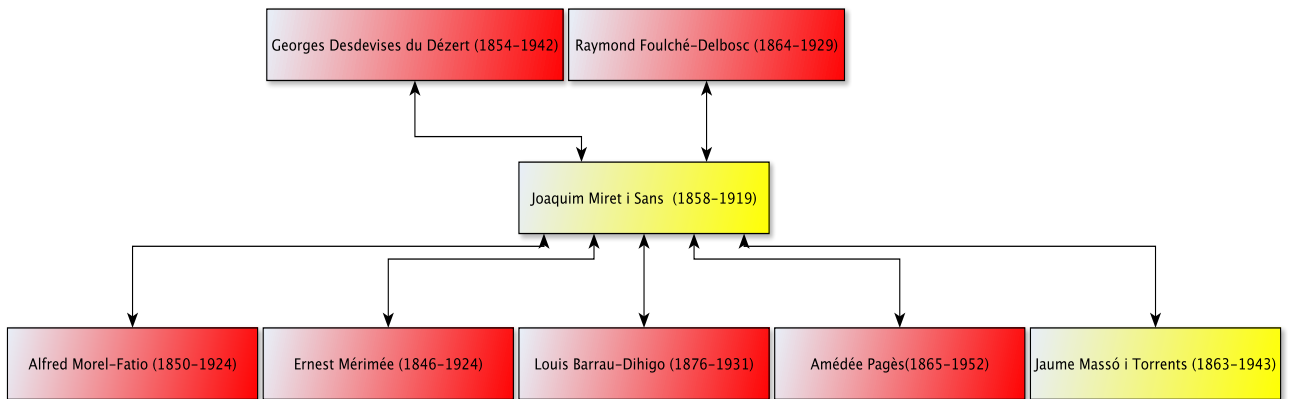 Georges Desdevises du Dézert (1854–1942)
Raymond Foulché–Delbosc (1864–1929)
Joaquim Miret i Sans  (1858–1919)
Alfred Morel–Fatio (1850–1924)
Ernest Mérimée (1846–1924)
Louis Barrau–Dihigo (1876–1931)
Amédée Pagès(1865–1952)
Jaume Massó i Torrents (1863–1943)